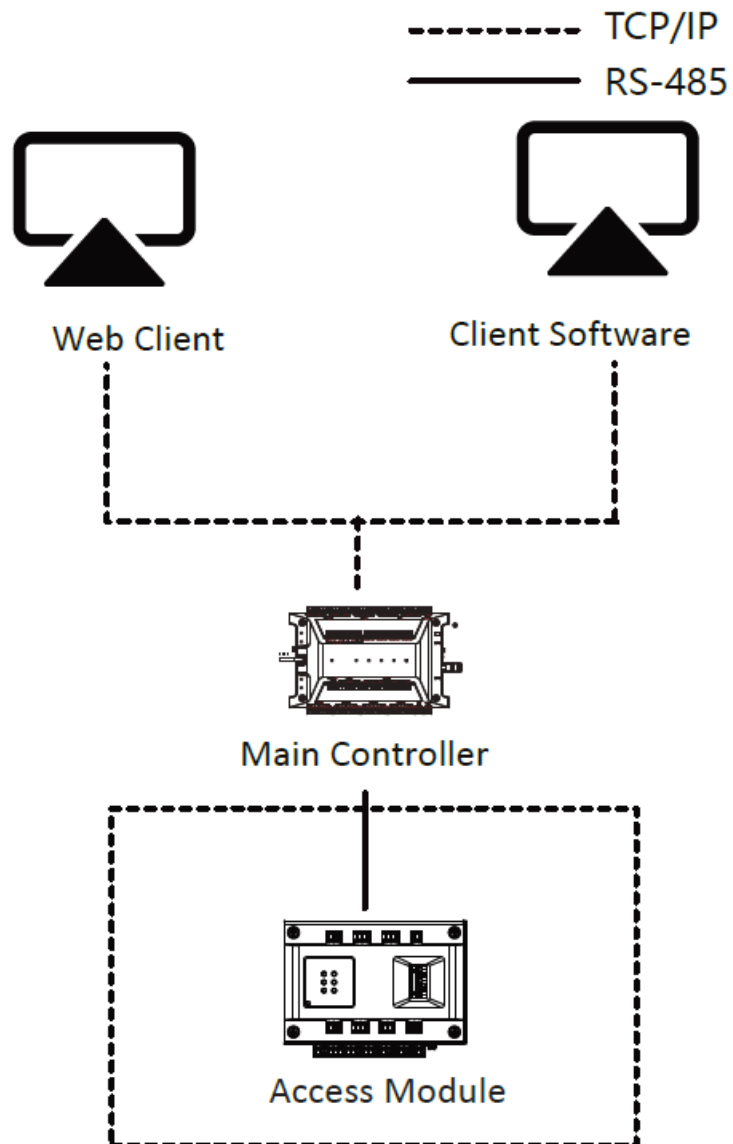 TCP/IP
RS-485
Web Client
Client Software
Main Controller
Access Module